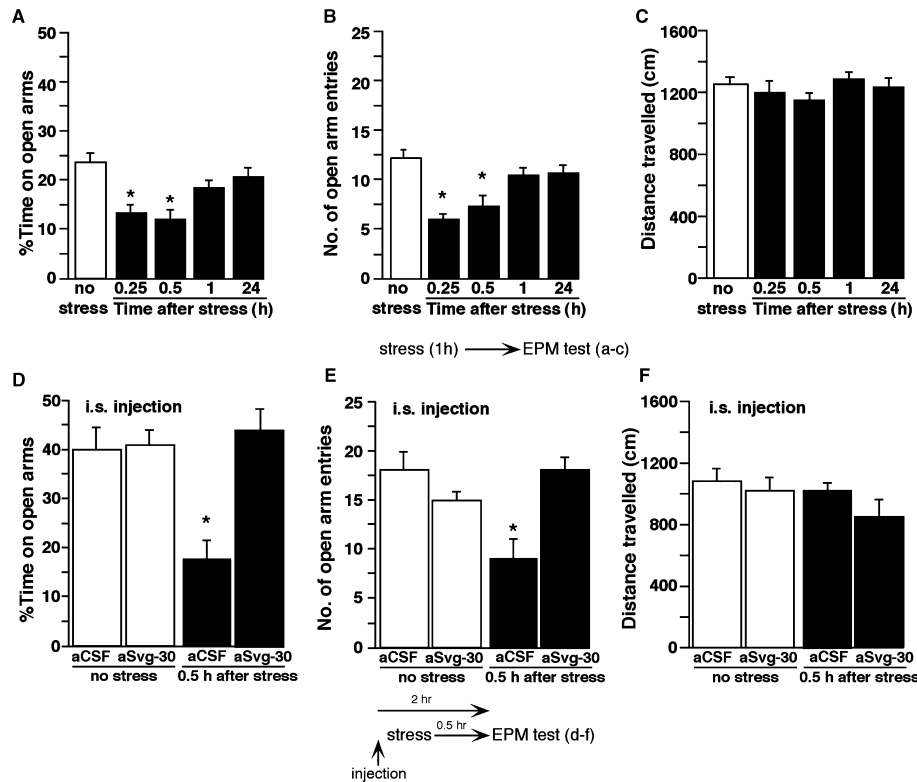 A
50
40
30
20
10
0
%Time on open arms
*
*
no
stress
0.25 0.5 1 24
Time after stress (h)
B
25
20
15
10
5
0
No. of open arm entries
*
*
no
stress
0.25 0.5 1 24
Time after stress (h)
C
1600
1200
800
400
0
Distance travelled (cm)
no
stress
0.25 0.5 1 24
Time after stress (h)
stress (1h) EPM test (a-c)
D
50
40
30
20
10
0
%Time on open arms
i.s. injection
*
aCSF aSvg-30 aCSF aSvg-30
no stress 0.5 h after stress
E
25
20
15
10
5
0
No. of open arm entries
i.s. injection
*
aCSF aSvg-30 aCSF aSvg-30
no stress 0.5 h after stress
F
1600
1200
800
400
0
Distance travelled (cm)
i.s. injection
aCSF aSvg-30 aCSF aSvg-30
no stress 0.5 h after stress
2 hr
stress 0.5 hr EPM test (d-f)
injection